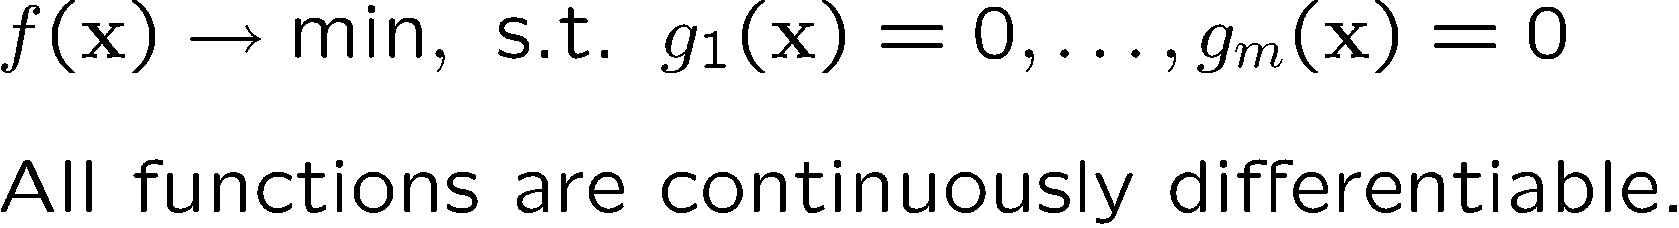 f(x) → min, s.t. g₁(x) = 0, . . . , gₘ(x) = 0
All functions are continuously differentiable.